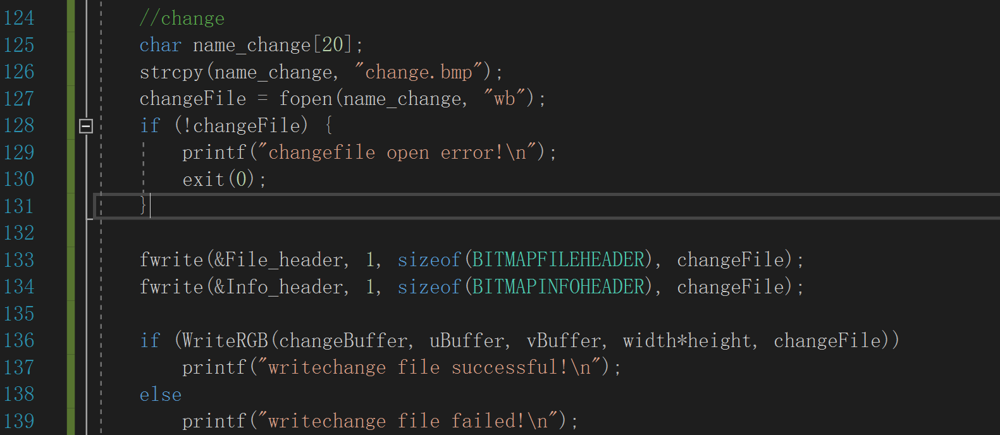 124 //change
125 char name_change[20];
126 strcpy(name_change, "change.bmp");
127 changeFile = fopen(name_change, "wb");
128 if (!changeFile) {
129 printf("changefile open error!\n");
130 exit(0);
131 }
132
133 fwrite(&File_header, 1, sizeof(BITMAPFILEHEADER), changeFile);
134 fwrite(&Info_header, 1, sizeof(BITMAPINFOHEADER), changeFile);
135
136 if (WriteRGB(changeBuffer, uBuffer, vBuffer, width*height, changeFile))
137 printf("writechange file successful!\n");
138 else
139 printf("writechange file failed!\n");